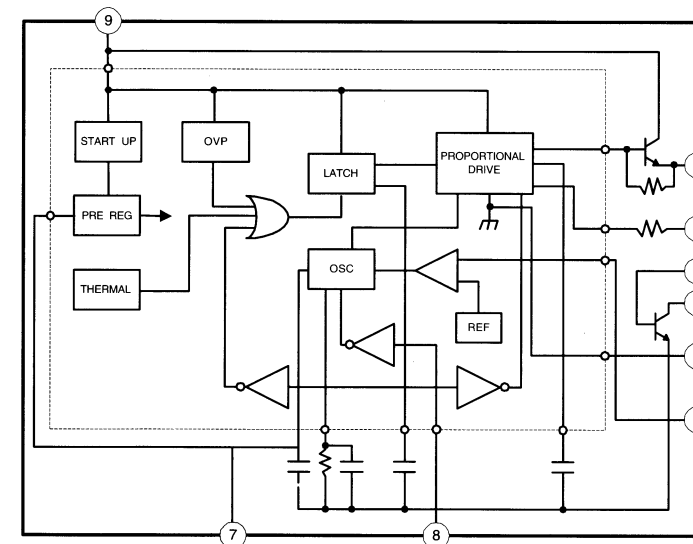 9
START UP
OVP
LATCH
PROPORTIONAL
DRIVE
PRE REG
THERMAL
OSC
REF
7
8